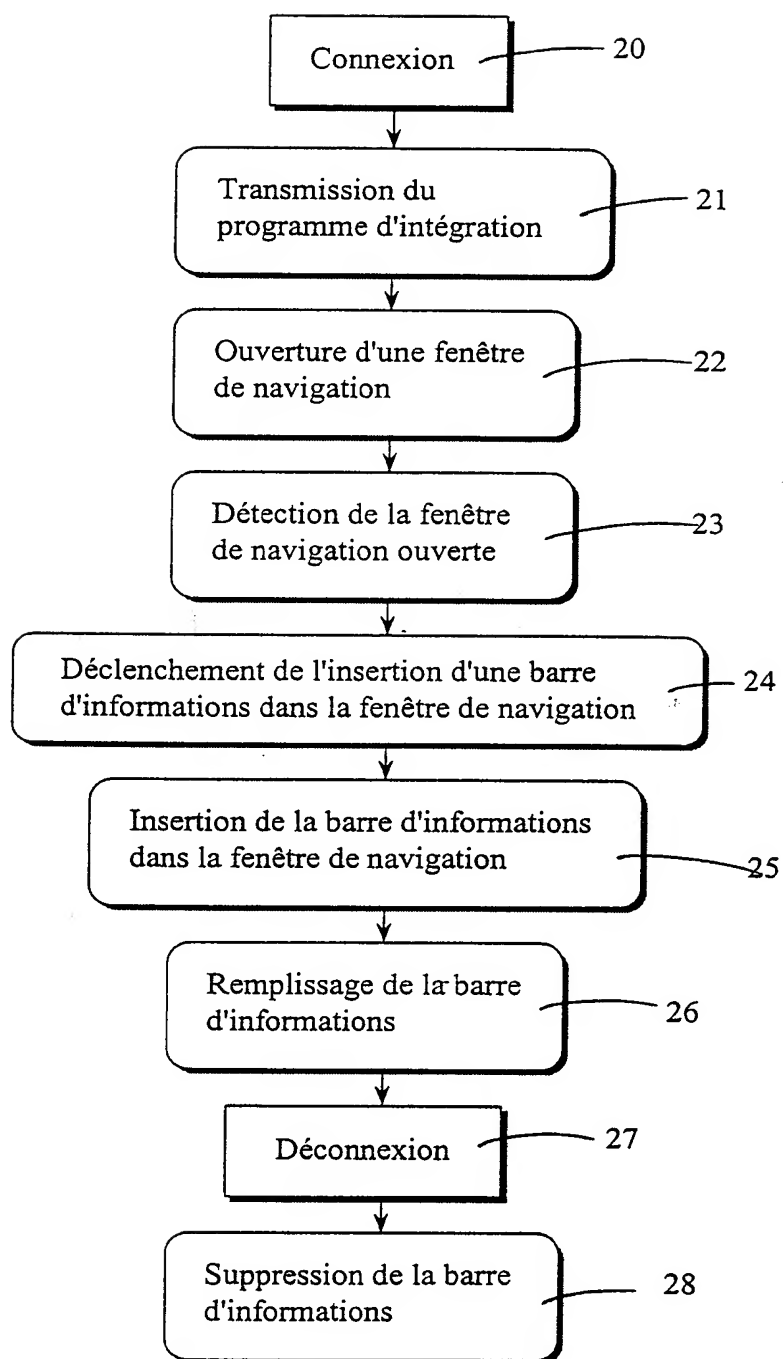 Connexion
20
Transmission du
programme d'intégration
21
Ouverture d'une fenêtre
de navigation
22
Détection de la fenêtre
de navigation ouverte
23
Déclenchement de l'insertion d'une barre
d'informations dans la fenêtre de navigation
24
Insertion de la barre d'informations
dans la fenêtre de navigation
25
Remplissage de la barre
d'informations
26
Déconnexion
27
Suppression de la barre
d'informations
28